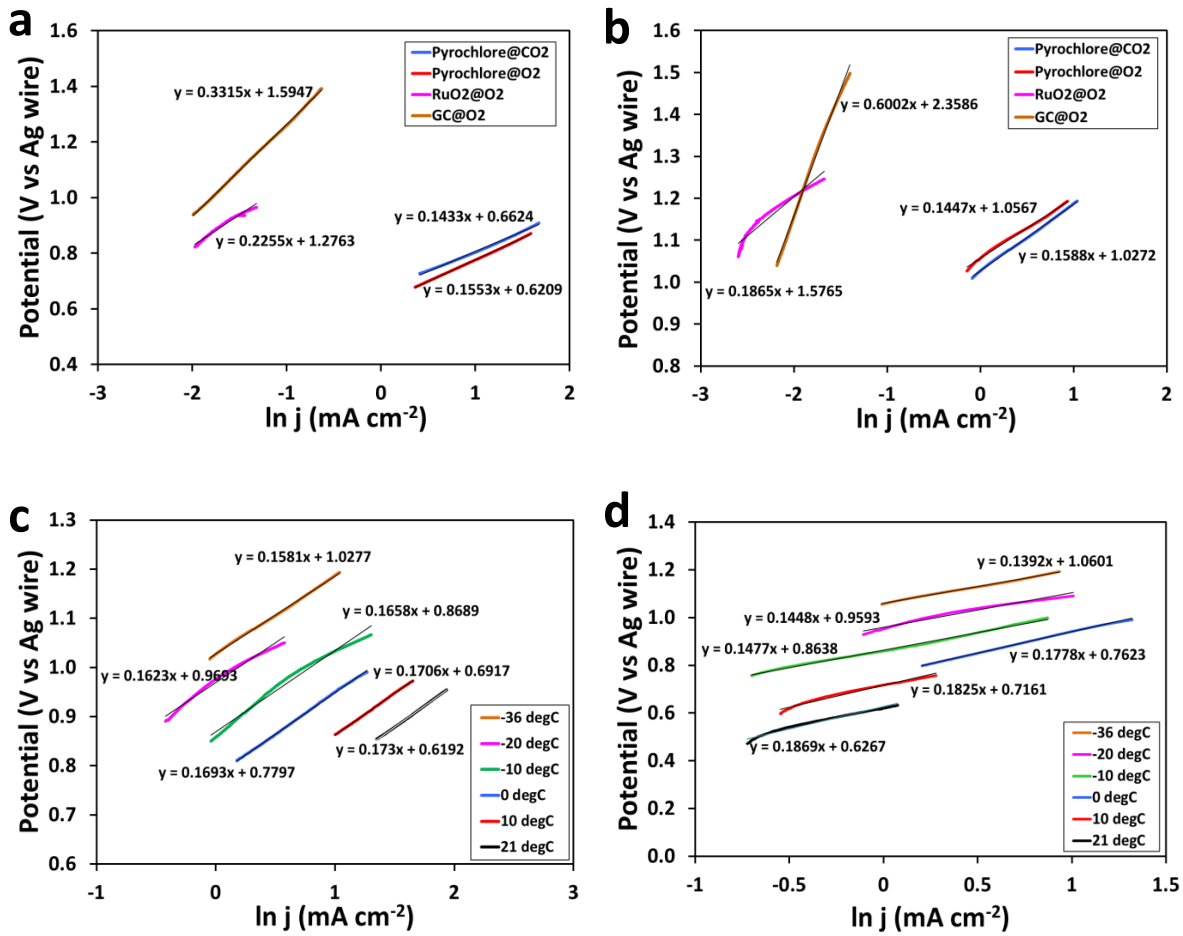 a
1.6
1.4
1.2
1.0
0.8
0.6
0.4
-3
-2
-1
0
1
2
Potential (V vs Ag wire)
ln j (mA cm-2)
Pyrochlore@CO2
Pyrochlore@O2
RuO2@O2
GC@O2
y = 0.3315x + 1.5947
y = 0.2255x + 1.2763
y = 0.1433x + 0.6624
y = 0.1553x + 0.6209
b
1.6
1.5
1.4
1.3
1.2
1.1
1.0
0.9
0.8
-3
-2
-1
0
1
2
Potential (V vs Ag wire)
ln j (mA cm-2)
Pyrochlore@CO2
Pyrochlore@O2
RuO2@O2
GC@O2
y = 0.6002x + 2.3586
y = 0.1447x + 1.0567
y = 0.1588x + 1.0272
y = 0.1865x + 1.5765
c
1.3
1.2
1.1
1.0
0.9
0.8
0.7
0.6
-1
0
1
2
3
Potential (V vs Ag wire)
ln j (mA cm-2)
y = 0.1581x + 1.0277
y = 0.1658x + 0.8689
y = 0.1623x + 0.9693
y = 0.1706x + 0.6917
y = 0.173x + 0.6192
y = 0.1693x + 0.7797
-36 degC
-20 degC
-10 degC
0 degC
10 degC
21 degC
d
1.4
1.2
1.0
0.8
0.6
0.4
0.2
0.0
-1
-0.5
0
0.5
1
1.5
Potential (V vs Ag wire)
ln j (mA cm-2)
y = 0.1392x + 1.0601
y = 0.1448x + 0.9593
y = 0.1477x + 0.8638
y = 0.1778x + 0.7623
y = 0.1825x + 0.7161
y = 0.1869x + 0.6267
-36 degC
-20 degC
-10 degC
0 degC
10 degC
21 degC